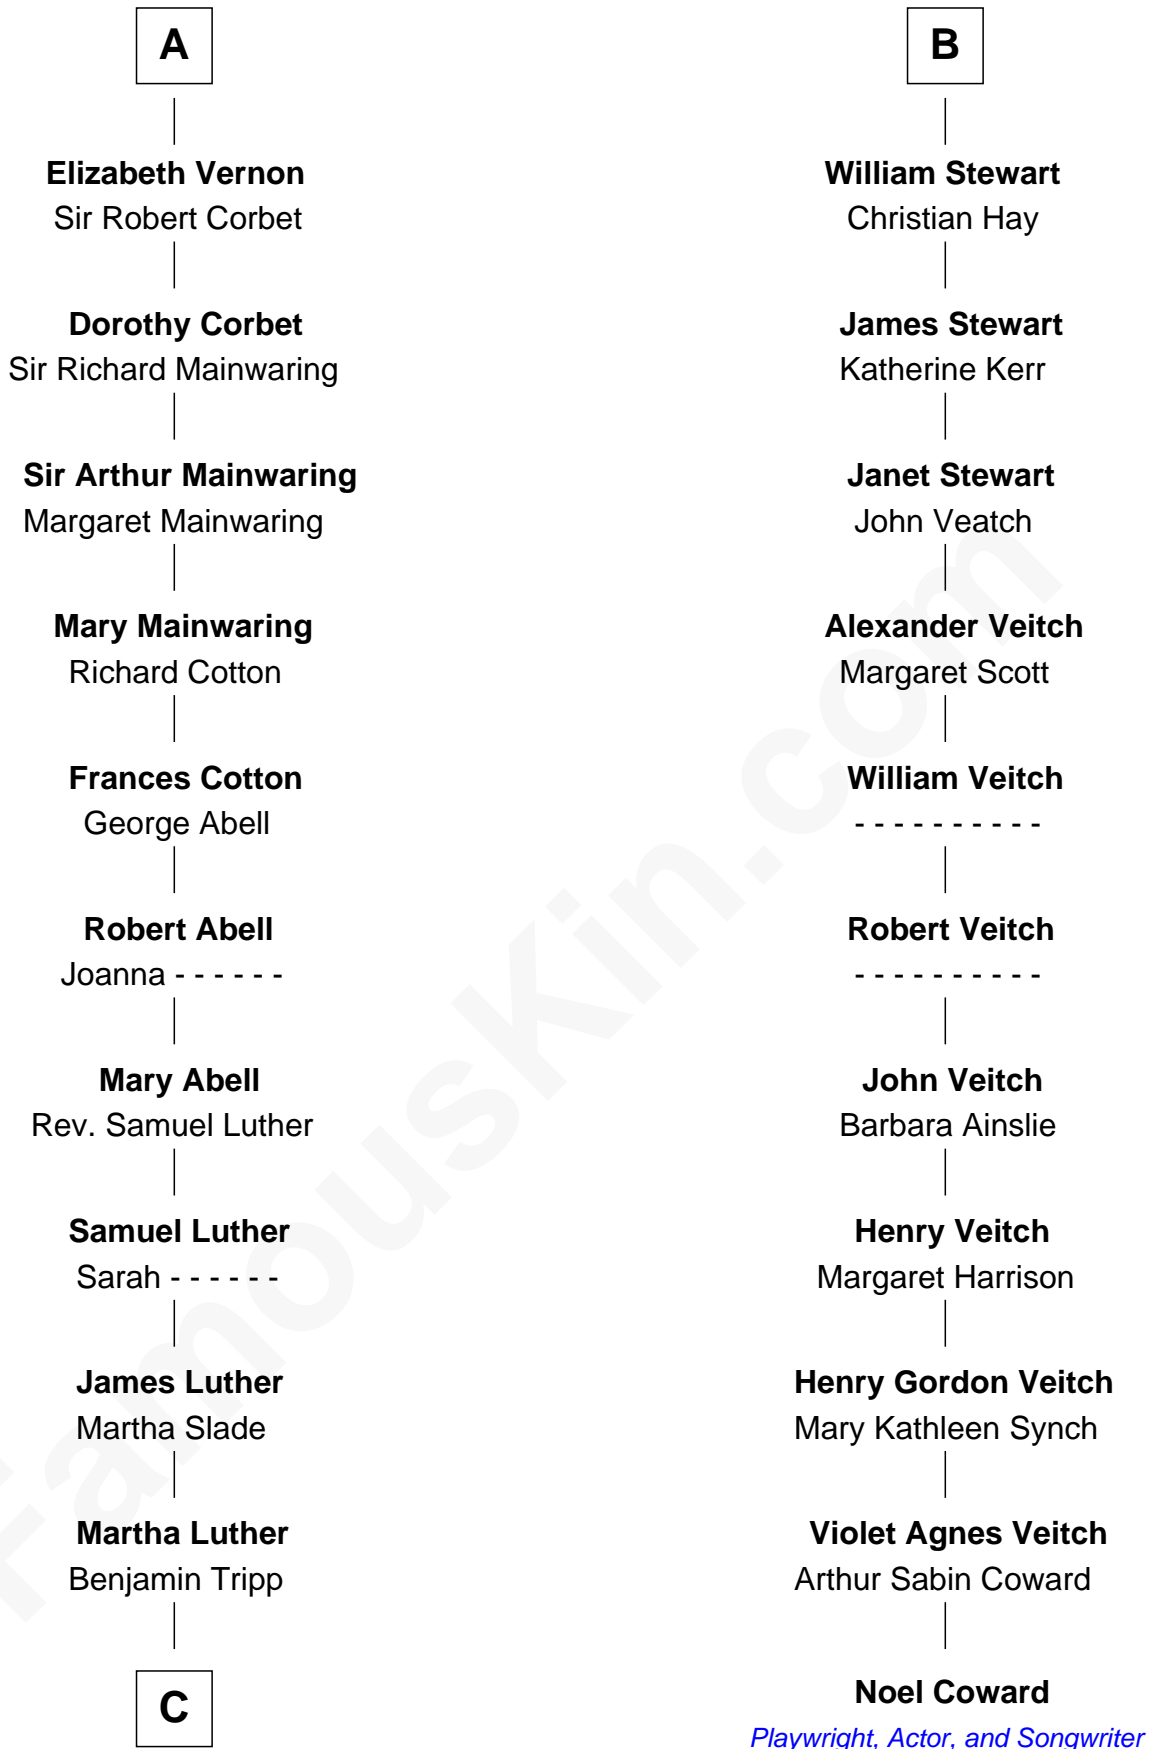 A
Elizabeth Vernon
Sir Robert Corbet
Dorothy Corbet
Sir Richard Mainwaring
Sir Arthur Mainwaring
Margaret Mainwaring
Mary Mainwaring
Richard Cotton
Frances Cotton
George Abell
Robert Abell
Joanna - - - - - -
Mary Abell
Rev. Samuel Luther
Samuel Luther
Sarah - - - - - -
James Luther
Martha Slade
Martha Luther
Benjamin Tripp
C
B
William Stewart
Christian Hay
James Stewart
Katherine Kerr
Janet Stewart
John Veatch
Alexander Veitch
Margaret Scott
William Veitch
- - - - - - - - - -
Robert Veitch
- - - - - - - - - -
John Veitch
Barbara Ainslie
Henry Veitch
Margaret Harrison
Henry Gordon Veitch
Mary Kathleen Synch
Violet Agnes Veitch
Arthur Sabin Coward
Noel Coward
Playwright, Actor, and Songwriter
FamousKin.com